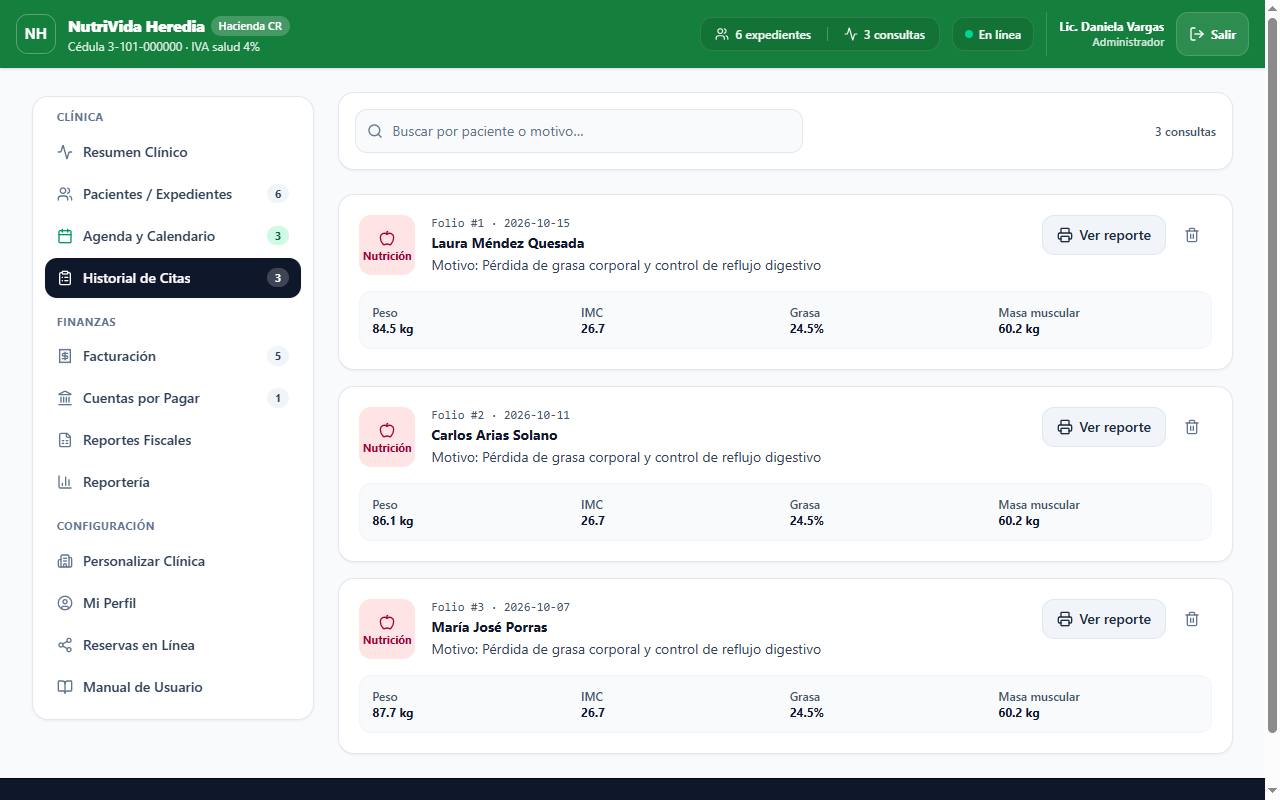 NH
NutriVida Heredia
Hacienda CR
Cédula 3-101-000000 · IVA salud 4%
6 expedientes
3 consultas
En línea
Lic. Daniela Vargas
Administrador
Salir
CLÍNICA
Resumen Clínico
Pacientes / Expedientes 6
Agenda y Calendario 3
Historial de Citas 3
FINANZAS
Facturación 5
Cuentas por Pagar 1
Reportes Fiscales
Reportería
CONFIGURACIÓN
Personalizar Clínica
Mi Perfil
Reservas en Línea
Manual de Usuario
Buscar por paciente o motivo...
3 consultas
Nutrición
Folio #1 · 2026-10-15
Laura Méndez Quesada
Motivo: Pérdida de grasa corporal y control de reflujo digestivo
Ver reporte
Peso IMC Grasa Masa muscular
84.5 kg 26.7 24.5% 60.2 kg
Nutrición
Folio #2 · 2026-10-11
Carlos Arias Solano
Motivo: Pérdida de grasa corporal y control de reflujo digestivo
Ver reporte
Peso IMC Grasa Masa muscular
86.1 kg 26.7 24.5% 60.2 kg
Nutrición
Folio #3 · 2026-10-07
María José Porras
Motivo: Pérdida de grasa corporal y control de reflujo digestivo
Ver reporte
Peso IMC Grasa Masa muscular
87.7 kg 26.7 24.5% 60.2 kg